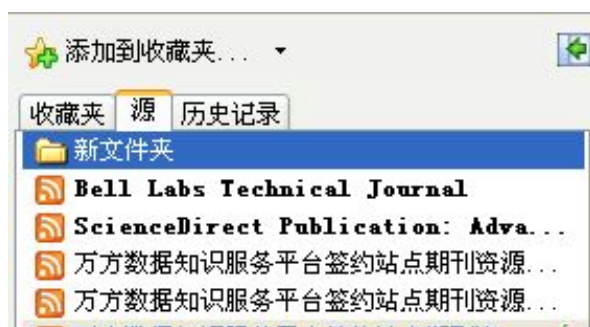 添加到收藏夹...
收藏夹 源 历史记录
新文件夹
Bell Labs Technical Journal
ScienceDirect Publication: Adva...
万方数据知识服务平台签约站点期刊资源...
万方数据知识服务平台签约站点期刊资源...